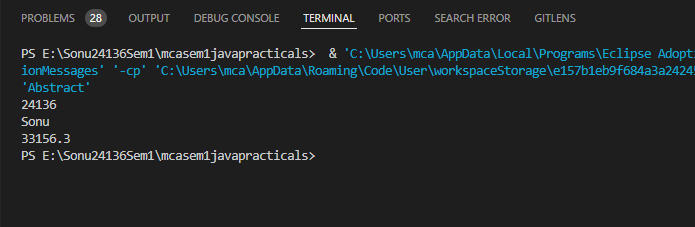 PROBLEMS 28 OUTPUT DEBUG CONSOLE TERMINAL PORTS SEARCH ERROR GITLENS
PS E:\Sonu24136Sem1\mcasem1javapracticals>  & 'C:\Users\mca\AppData\Local\Programs\Eclipse Adopti
ionMessages' '-cp' 'C:\Users\mca\AppData\Roaming\Code\User\workspaceStorage\e157b1eb9f684a3a24245
'Abstract'
24136
Sonu
33156.3
PS E:\Sonu24136Sem1\mcasem1javapracticals>